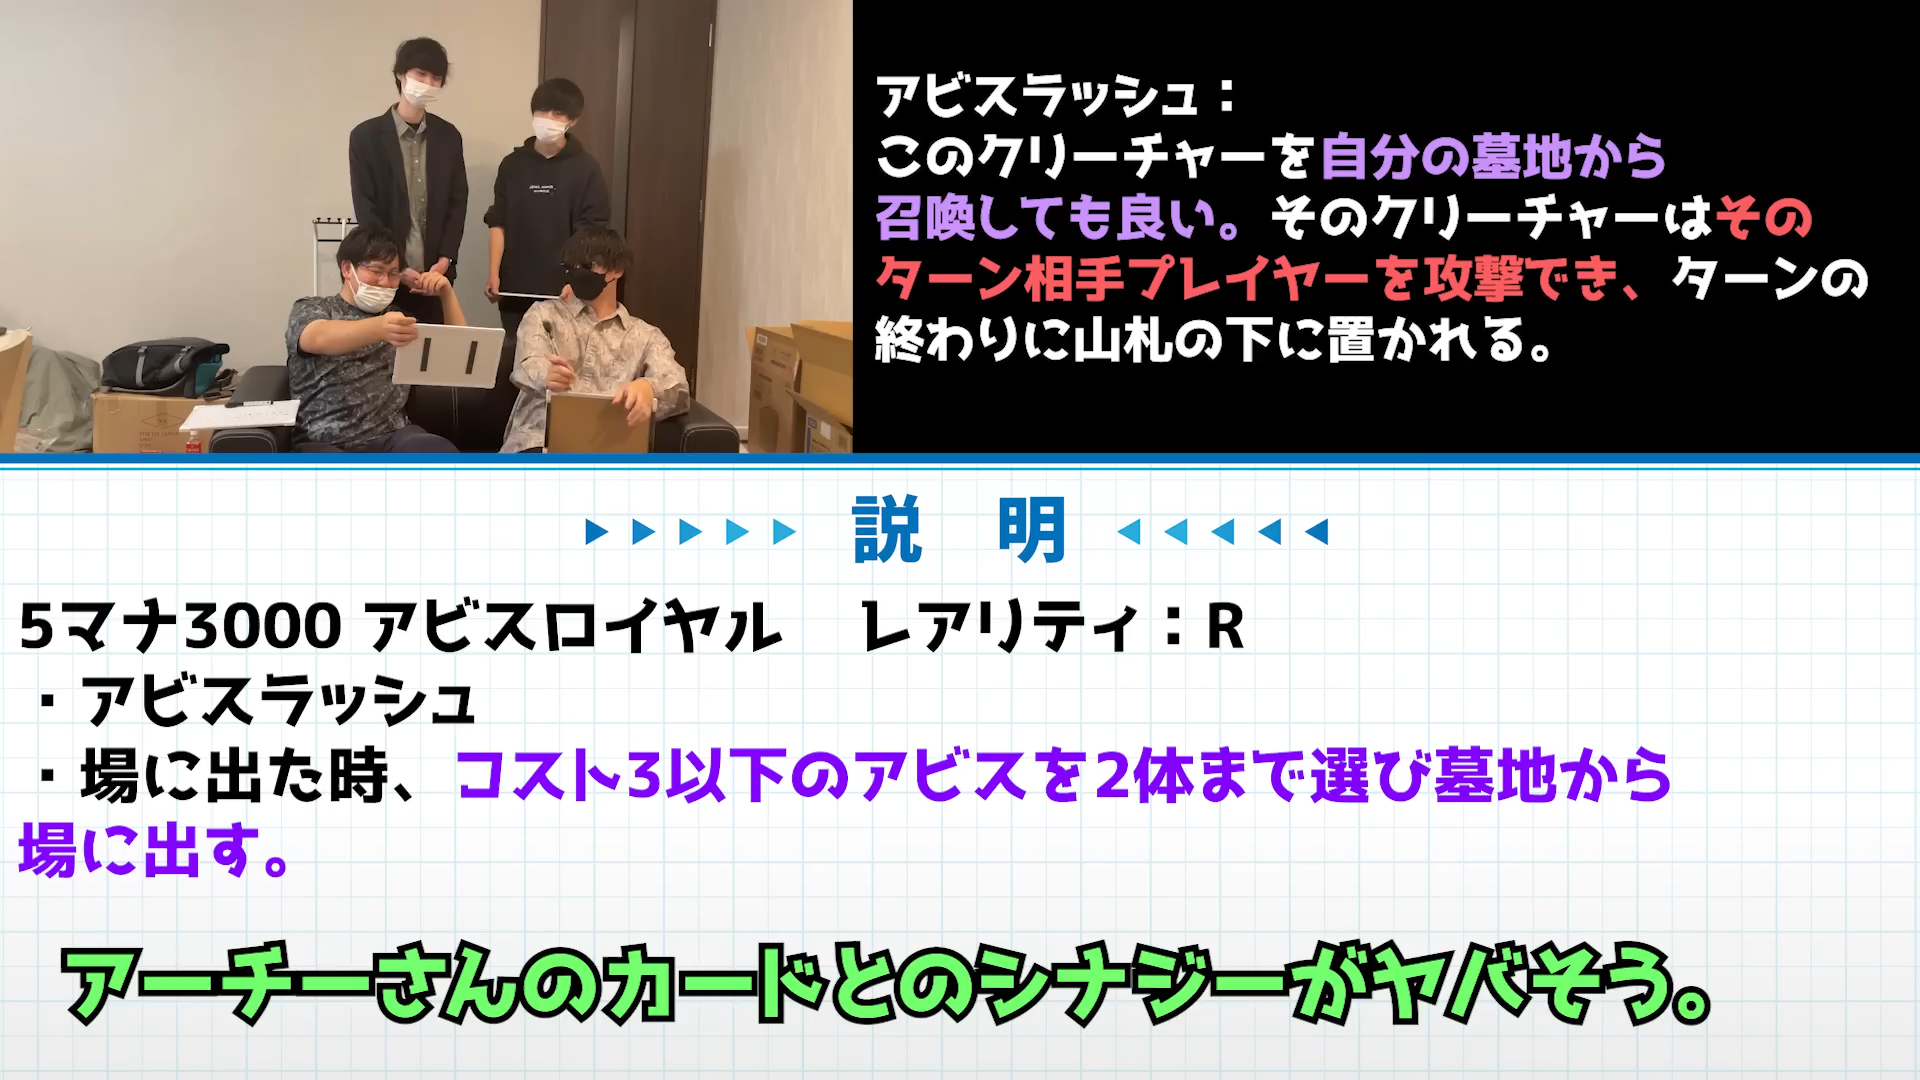 アビスラッシュ：
このクリーチャーを自分の墓地から
召喚しても良い。そのクリーチャーはその
ターン相手プレイヤーを攻撃でき、ターンの
終わりに山札の下に置かれる。
説　明
5マナ3000 アビスロイヤル　レアリティ：R
・アビスラッシュ
・場に出た時、コスト3以下のアビスを2体まで選び墓地から
場に出す。
アーチーさんのカードとのシナジーがヤバそう。